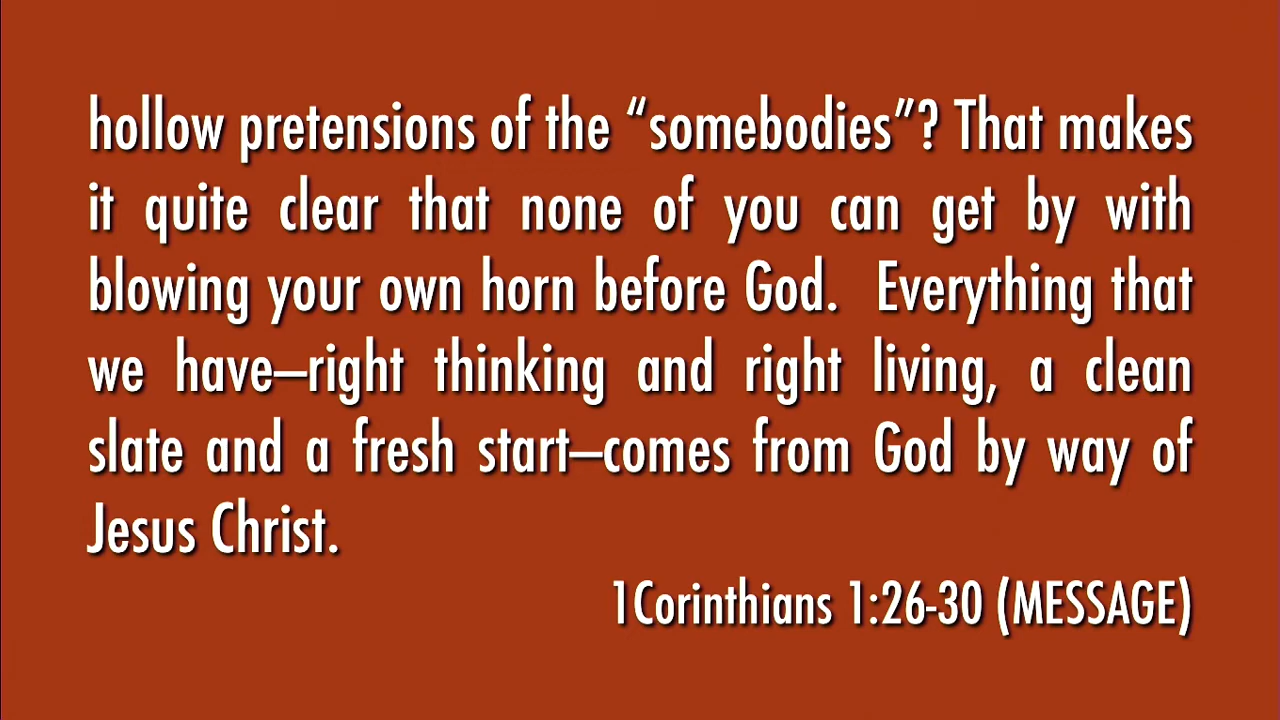 hollow pretensions of the “somebodies”? That makes
it quite clear that none of you can get by with
blowing your own horn before God.  Everything that
we have–right thinking and right living, a clean
slate and a fresh start–comes from God by way of
Jesus Christ.
1Corinthians 1:26-30 (MESSAGE)